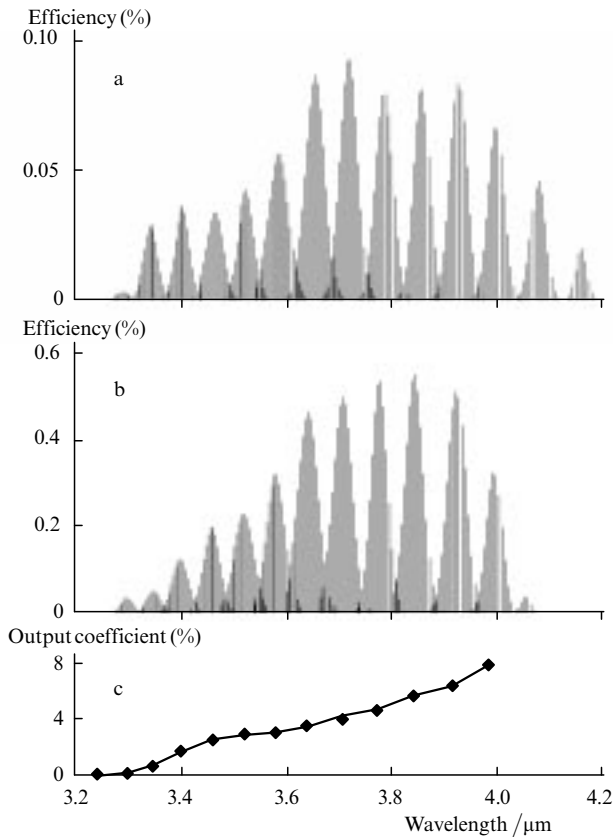 Efficiency (%)
0.10
a
0.05
0
Efficiency (%)
0.6
b
0.4
0.2
0
Output coefficient (%)
8
c
4
0
3.2 3.4 3.6 3.8 4.0 4.2
Wavelength /μm